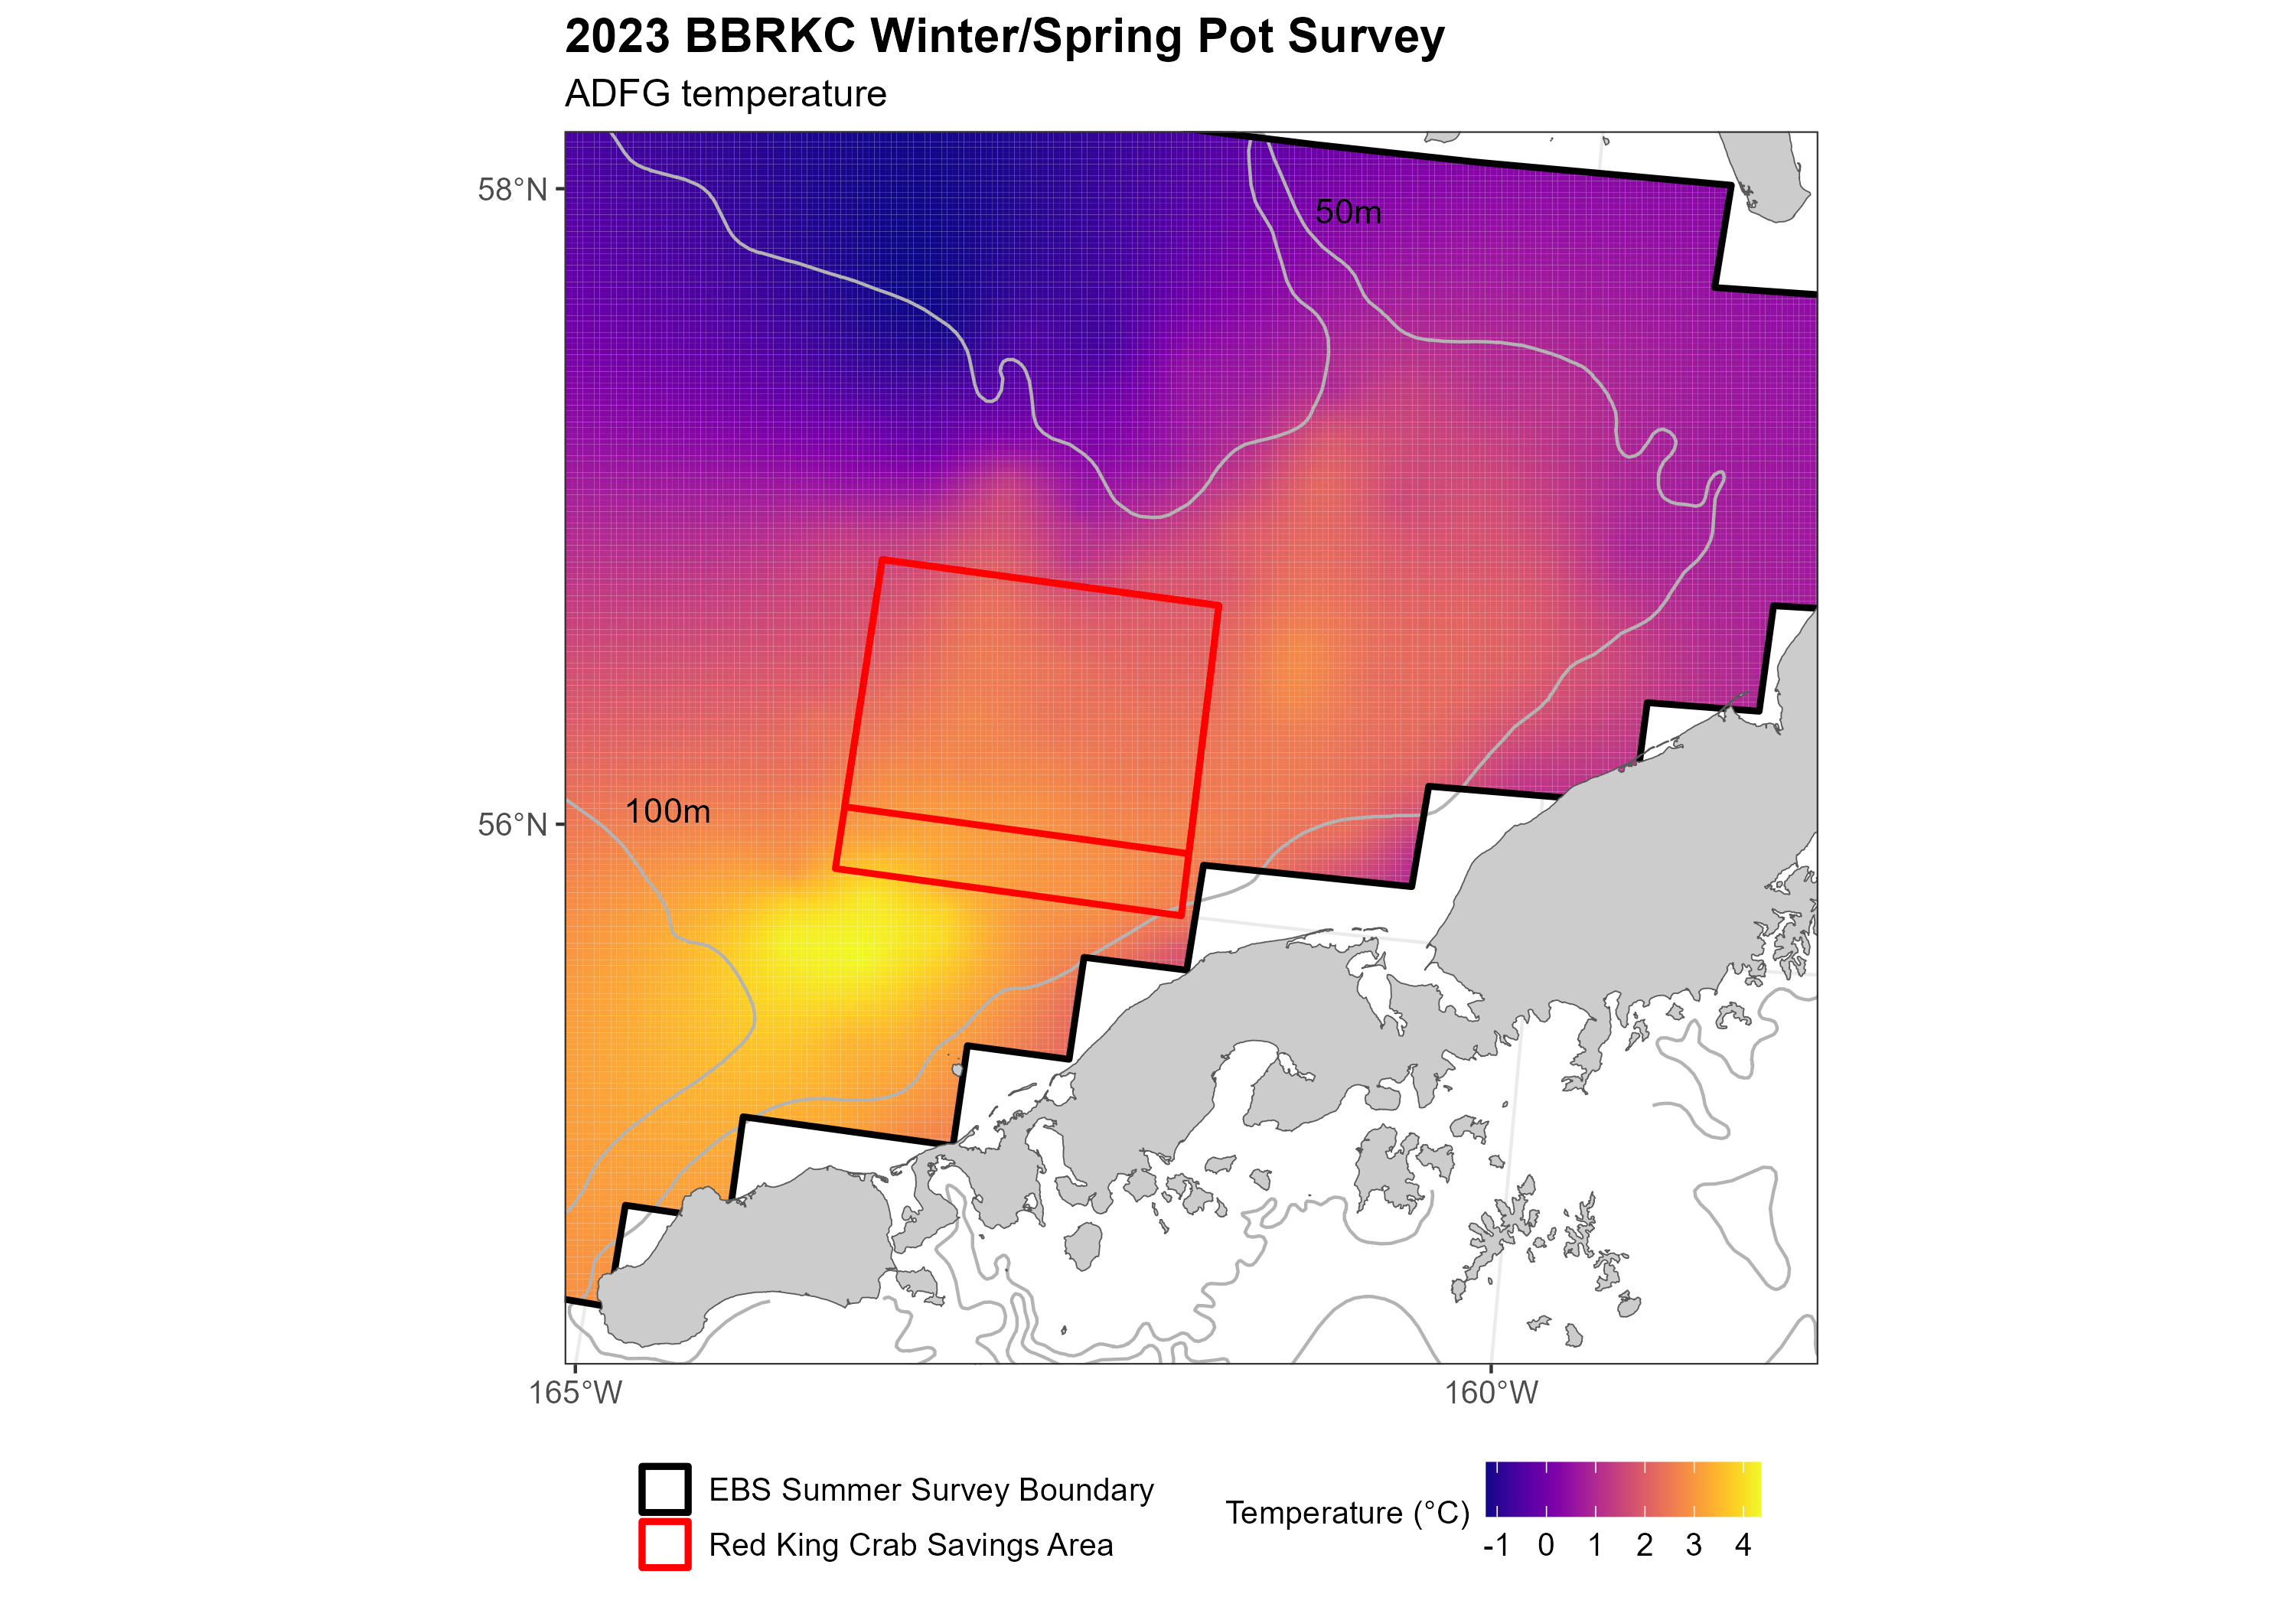 2023 BBRKC Winter/Spring Pot Survey
ADFG temperature
58°N
50m
56°N
100m
165°W
160°W
EBS Summer Survey Boundary
Red King Crab Savings Area
Temperature (°C)
-1 0 1 2 3 4